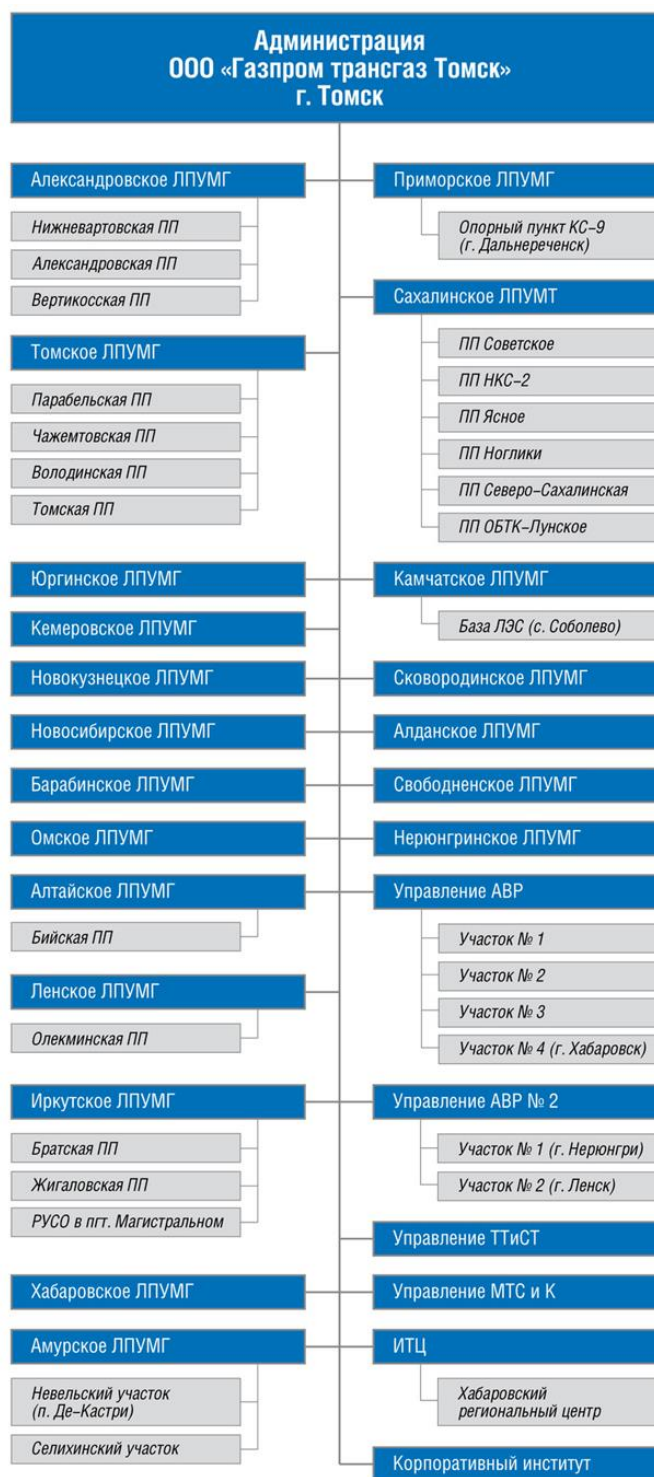 Администрация
ООО «Газпром трансгаз Томск»
г. Томск
Александровское ЛПУМГ
Нижневартовская ПП
Александровская ПП
Вертикосская ПП
Томское ЛПУМГ
Парабельская ПП
Чажемтовская ПП
Володинская ПП
Томская ПП
Юргинское ЛПУМГ
Кемеровское ЛПУМГ
Новокузнецкое ЛПУМГ
Новосибирское ЛПУМГ
Барабинское ЛПУМГ
Омское ЛПУМГ
Алтайское ЛПУМГ
Бийская ПП
Ленское ЛПУМГ
Олекминская ПП
Иркутское ЛПУМГ
Братская ПП
Жигаловская ПП
РУСО в пгт. Магистральном
Хабаровское ЛПУМГ
Амурское ЛПУМГ
Невельский участок
(п. Де-Кастри)
Селихинский участок
Приморское ЛПУМГ
Опорный пункт КС-9
(г. Дальнереченск)
Сахалинское ЛПУМТ
ПП Советское
ПП НКС-2
ПП Ясное
ПП Ноглики
ПП Северо-Сахалинская
ПП ОБТК-Лунское
Камчатское ЛПУМГ
База ЛЭС (с. Соболево)
Сковородинское ЛПУМГ
Алданское ЛПУМГ
Свободненское ЛПУМГ
Нерюнгринское ЛПУМГ
Управление АВР
Участок № 1
Участок № 2
Участок № 3
Участок № 4 (г. Хабаровск)
Управление АВР № 2
Участок № 1 (г. Нерюнгри)
Участок № 2 (г. Ленск)
Управление ТТиСТ
Управление МТС и К
ИТЦ
Хабаровский
региональный центр
Корпоративный институт